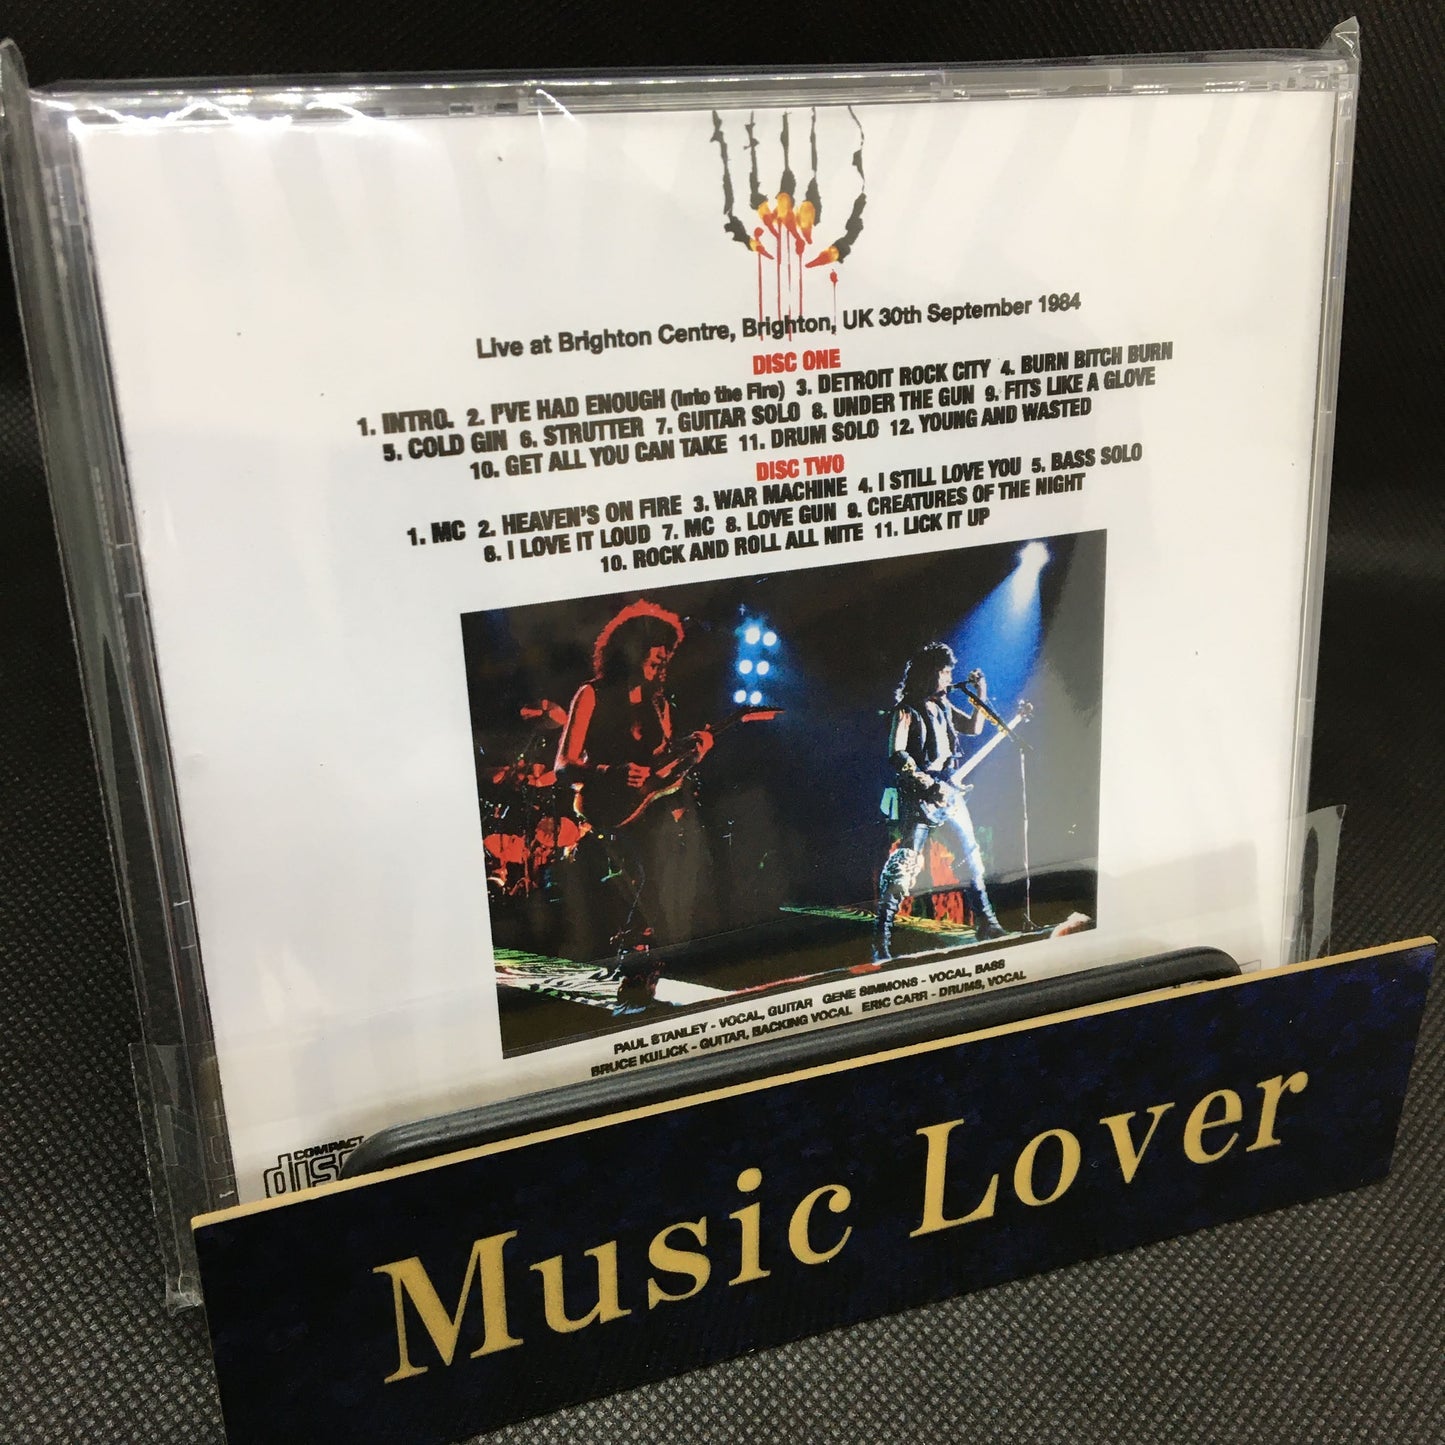 Live at Brighton Centre, Brighton, UK 30th September 1984
DISC ONE
1. INTRO. 2. I'VE HAD ENOUGH (Into the Fire) 3. DETROIT ROCK CITY 4. BURN BITCH BURN
5. COLD GIN 6. STRUTTER 7. GUITAR SOLO 8. UNDER THE GUN 9. FITS LIKE A GLOVE
10. GET ALL YOU CAN TAKE 11. DRUM SOLO 12. YOUNG AND WASTED
DISC TWO
1. MC 2. HEAVEN'S ON FIRE 3. WAR MACHINE 4. I STILL LOVE YOU 5. BASS SOLO
6. I LOVE IT LOUD 7. MC 8. LOVE GUN 9. CREATURES OF THE NIGHT
10. ROCK AND ROLL ALL NITE 11. LICK IT UP
PAUL STANLEY - VOCAL, GUITAR GENE SIMMONS - VOCAL, BASS
BRUCE KULICK - GUITAR, BACKING VOCAL ERIC CARR - DRUMS, VOCAL
COMPACT
disc
Music Lover